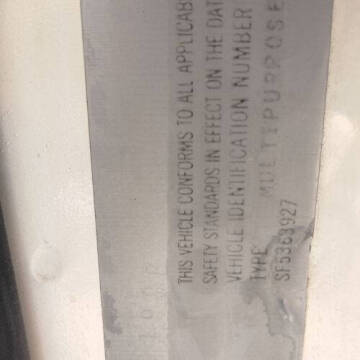 THIS VEHICLE CONFORMS TO ALL APPLICAB
SAFETY STANDARDS IN EFFECT ON THE DAT
VEHICLE IDENTIFICATION NUMBER
TYPE MULTIPURPOSE
SF5363927